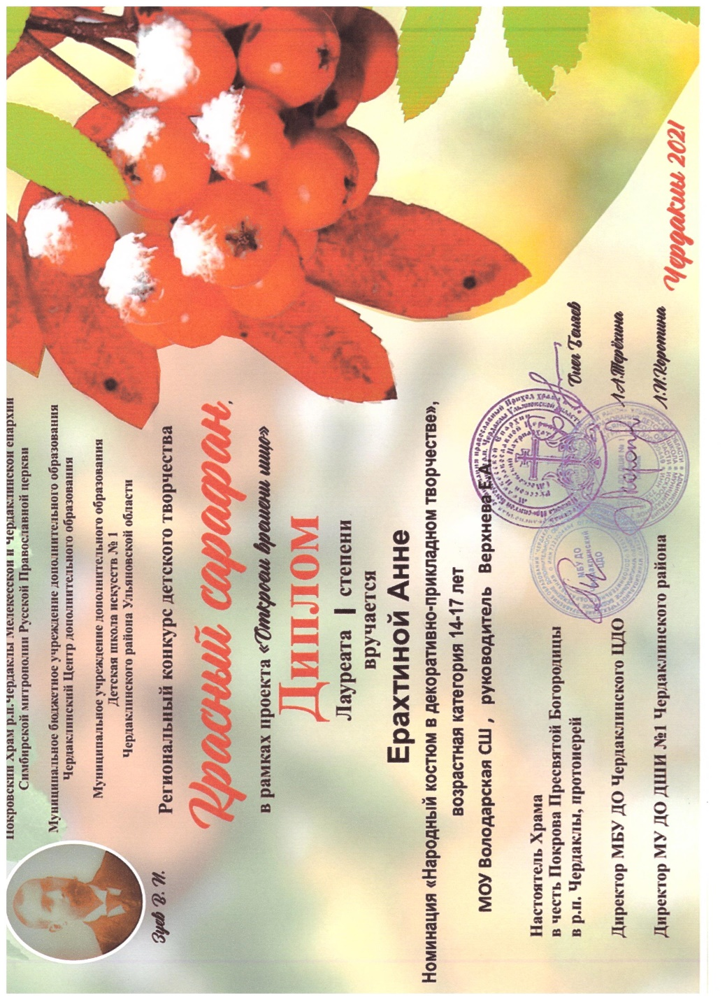 Покровский Храм р.п.Чердаклы Мелекесской и Чердаклинской епархии
Симбирской митрополии Русской Православной церкви
Муниципальное бюджетное учреждение дополнительного образования
Чердаклинский Центр дополнительного образования
Муниципальное учреждение дополнительного образования
Детская школа искусств № 1
Чердаклинского района Ульяновской области
Зуев В. И.
Региональный конкурс детского творчества
Красный сарафан,
в рамках проекта «Откроем времени лицо»
Диплом
Лауреата I степени
вручается
Ерахтиной Анне
Номинация «Народный костюм в декоративно-прикладном творчестве»,
возрастная категория 14-17 лет
МОУ Володарская СШ , руководитель Верхнева Е.А.
Настоятель Храма
в честь Покрова Пресвятой Богородицы
в р.п. Чердаклы, протоиерей Олег Беляев
Директор МБУ ДО Чердаклинского ЦДО Л.А.Терёхина
Директор МУ ДО ДШИ №1 Чердаклинского района Л.И.Коротина
Чердаклы 2021